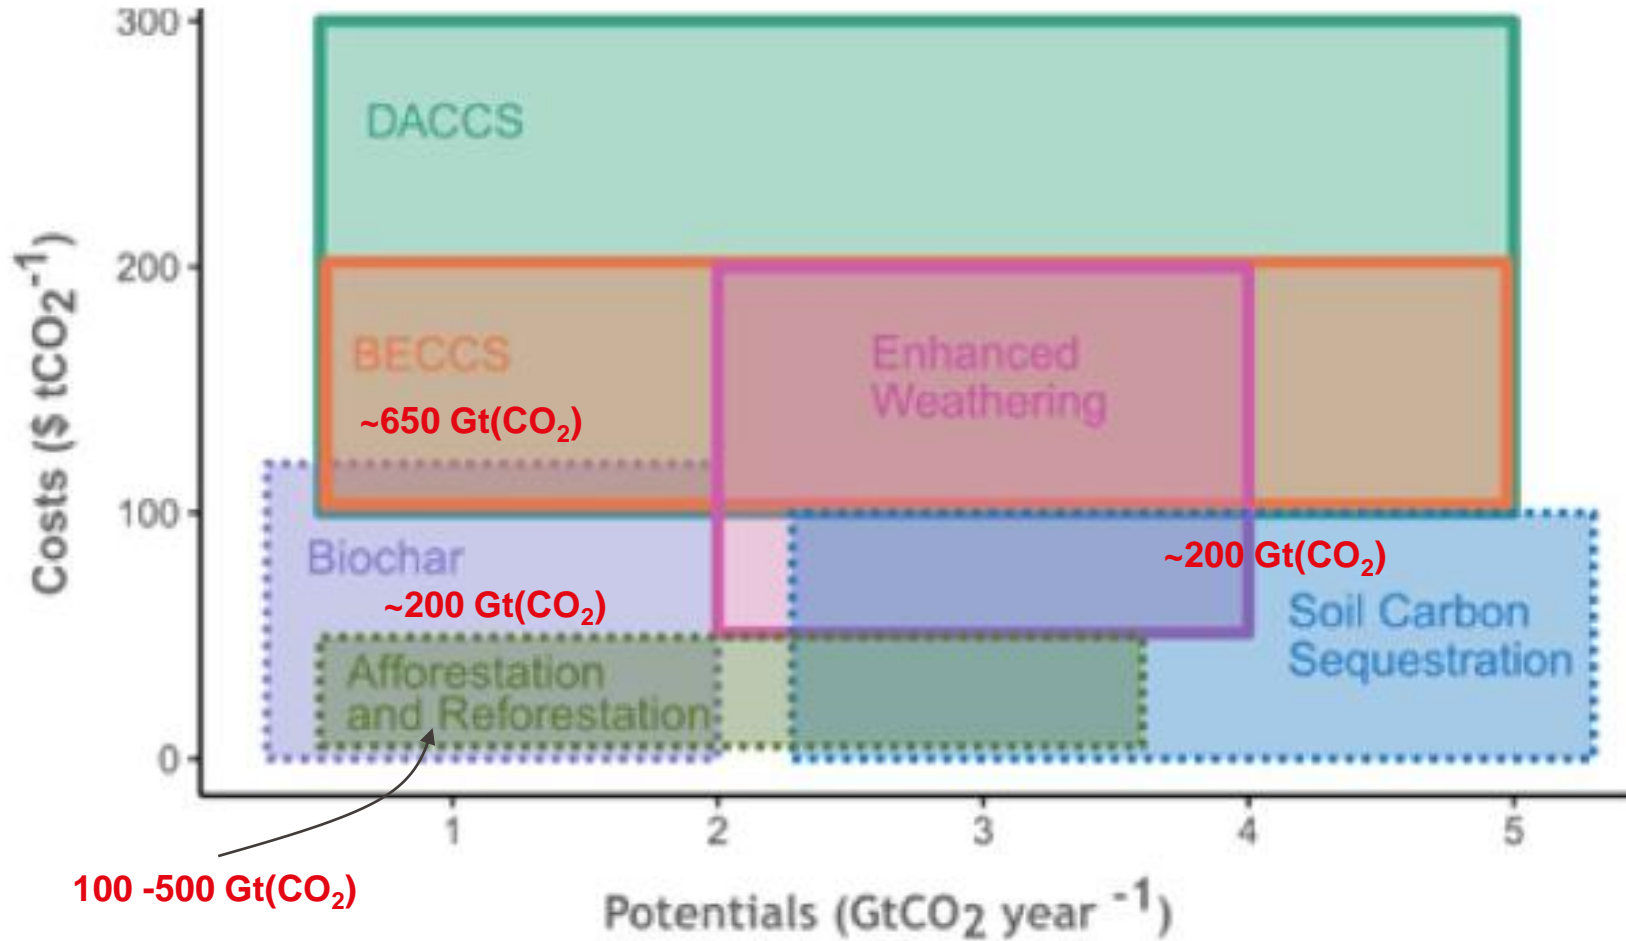 300
DACCS
200
BECCS
Enhanced
Weathering
~650 Gt(CO₂)
100
Biochar
~200 Gt(CO₂)
~200 Gt(CO₂)
Soil Carbon
Sequestration
Afforestation
and Reforestation
0
Costs ($ tCO₂⁻¹)
1 2 3 4 5
100 -500 Gt(CO₂)
Potentials (GtCO₂ year ⁻¹)